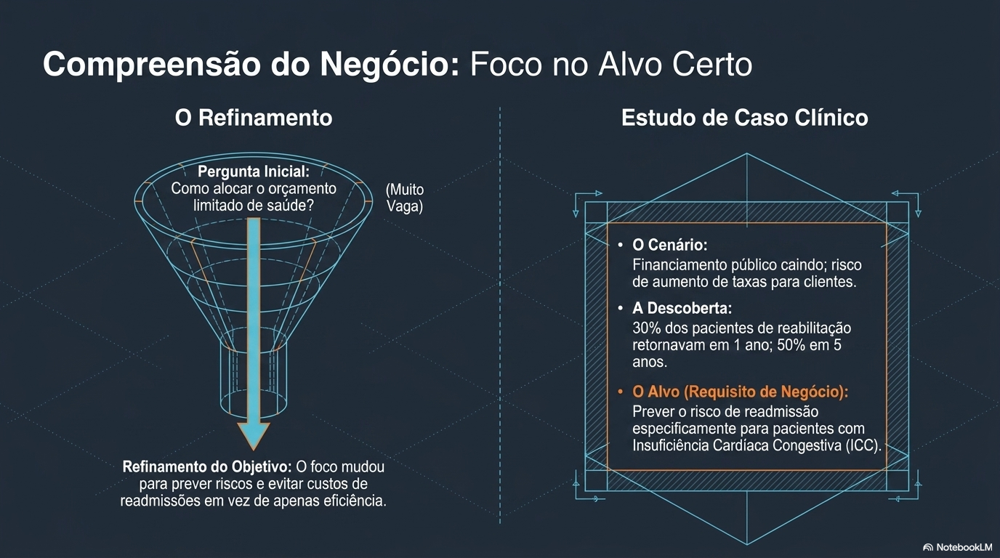 Compreensão do Negócio: Foco no Alvo Certo
O Refinamento
Pergunta Inicial:
Como alocar o orçamento
limitado de saúde?
(Muito
Vaga)
Refinamento do Objetivo: O foco mudou
para prever riscos e evitar custos de
readmissões em vez de apenas eficiência.
Estudo de Caso Clínico
• O Cenário:
Financiamento público caindo; risco
de aumento de taxas para clientes.
• A Descoberta:
30% dos pacientes de reabilitação
retornavam em 1 ano; 50% em 5
anos.
• O Alvo (Requisito de Negócio):
Prever o risco de readmissão
especificamente para pacientes com
Insuficiência Cardíaca Congestiva (ICC).
NotebookLM